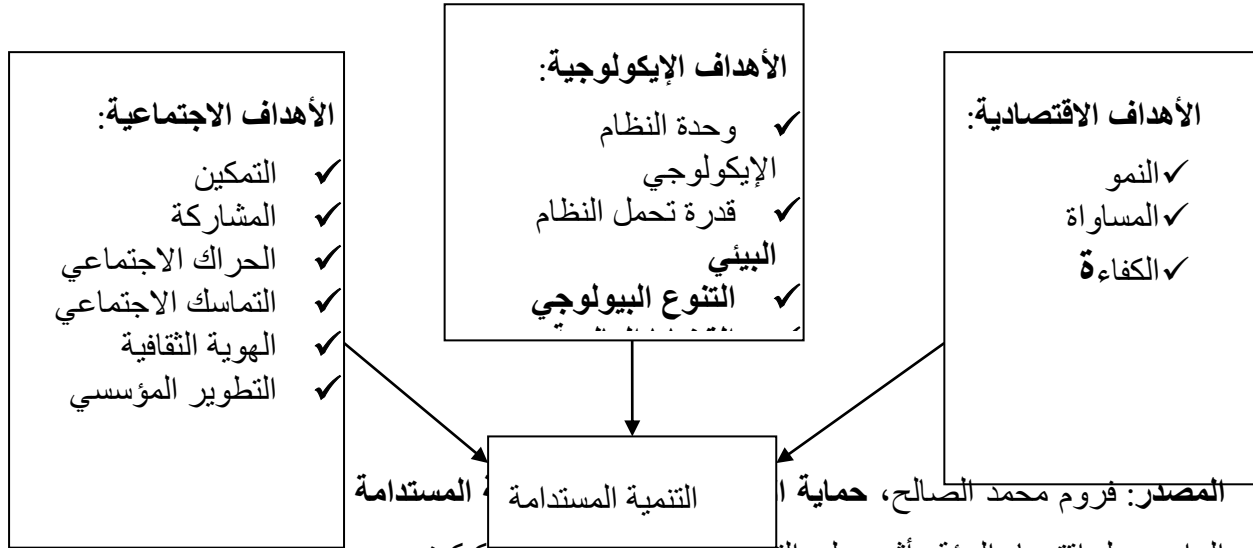 الأهداف الاقتصادية:
✓النمو
✓المساواة
✓الكفاءة
الأهداف الإيكولوجية:
✓ وحدة النظام
الإيكولوجي
✓ قدرة تحمل النظام
البيئي
✓ التنوع البيولوجي
الأهداف الاجتماعية:
✓ التمكين
✓ المشاركة
✓ الحراك الاجتماعي
✓ التماسك الاجتماعي
✓ الهوية الثقافية
✓ التطوير المؤسسي
التنمية المستدامة
المصدر: فروم محمد الصالح، حماية المستدامة